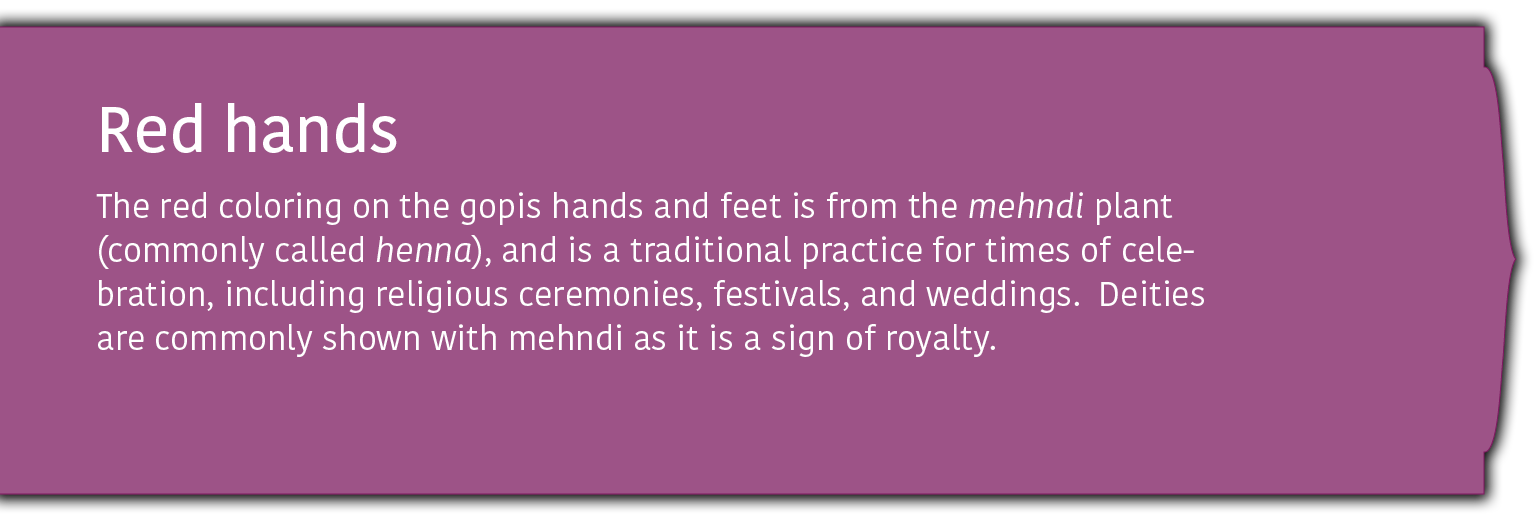 Red hands
The red coloring on the gopis hands and feet is from the mehndi plant
(commonly called henna), and is a traditional practice for times of cele-
bration, including religious ceremonies, festivals, and weddings.  Deities
are commonly shown with mehndi as it is a sign of royalty.